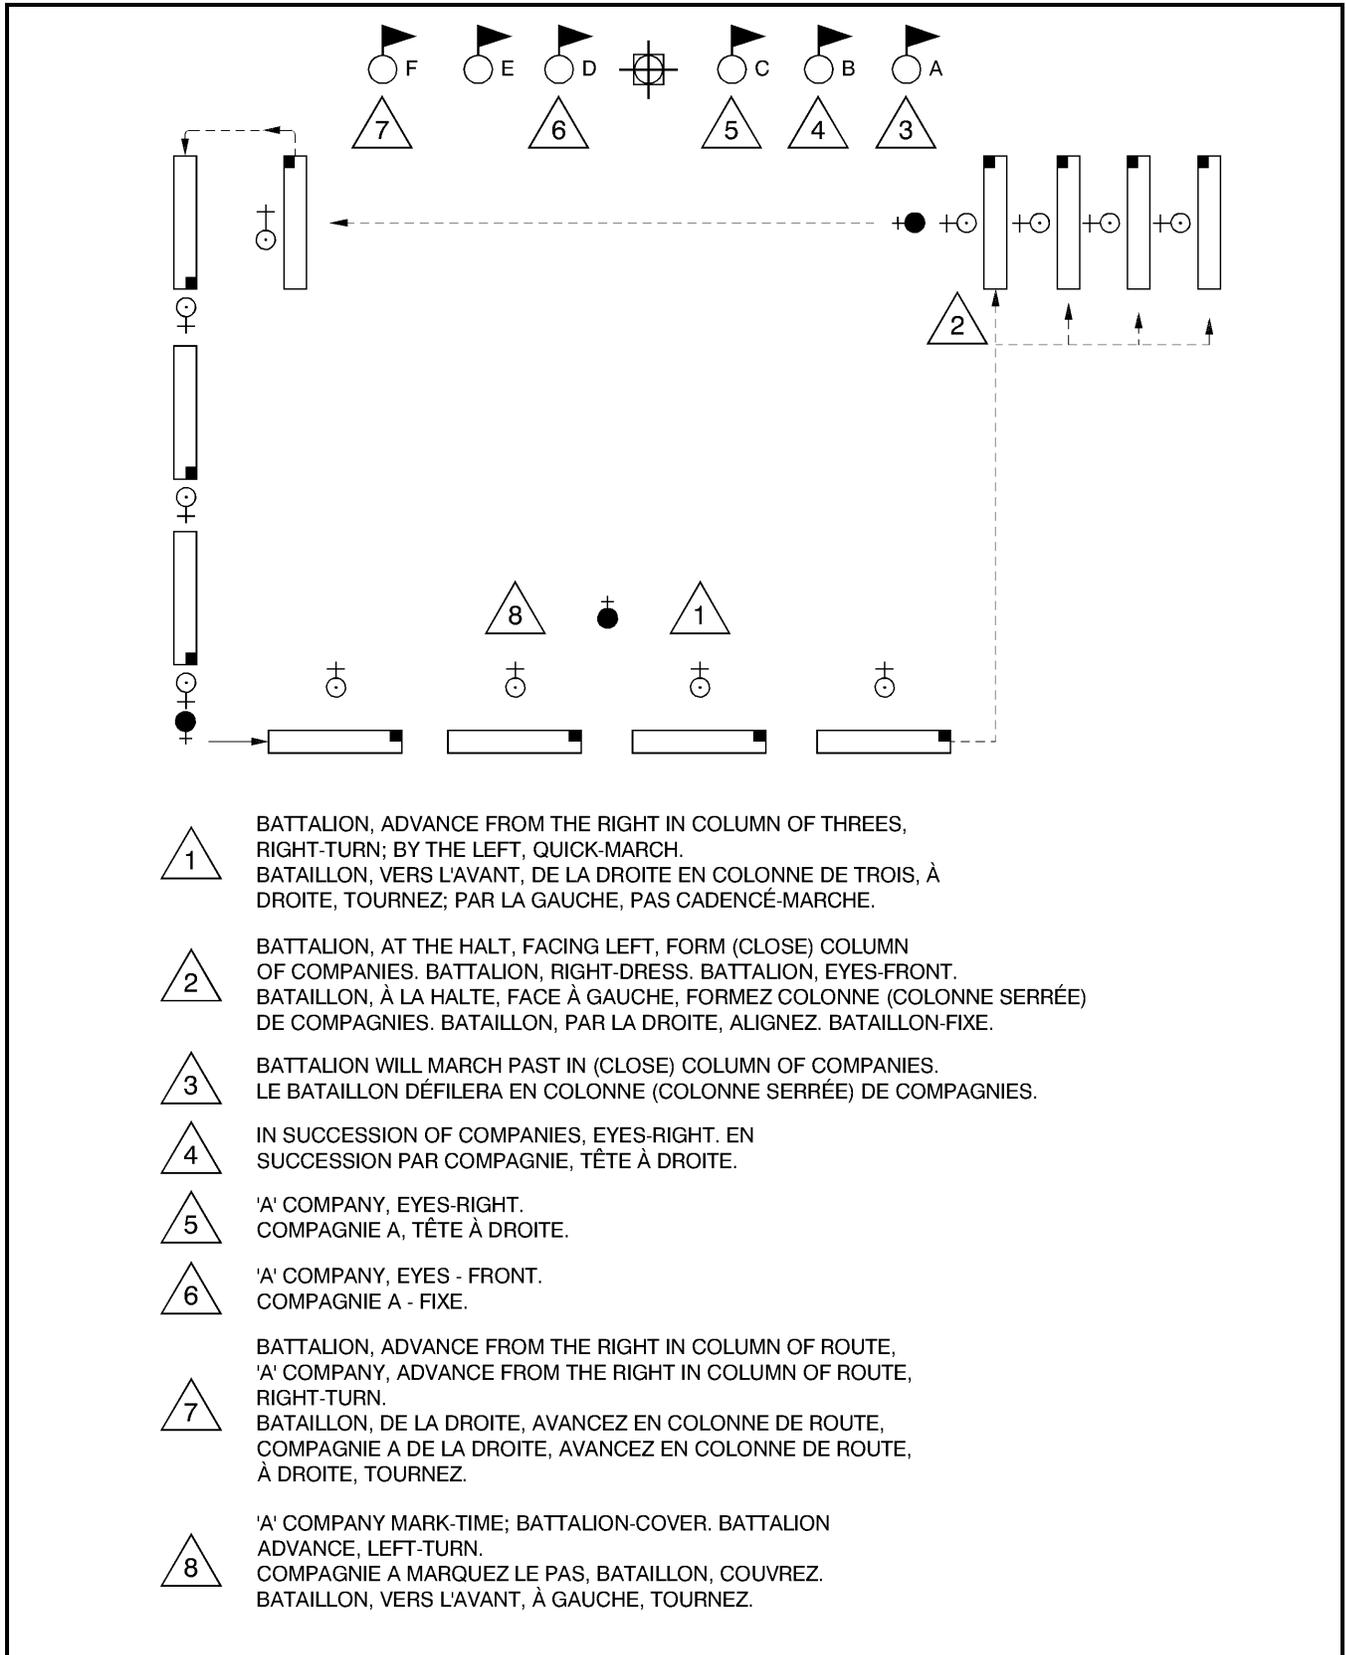 F E D C B A
7 6 5 4 3
2
8 1
BATTALION, ADVANCE FROM THE RIGHT IN COLUMN OF THREES,
RIGHT-TURN; BY THE LEFT, QUICK-MARCH.
1
BATAILLON, VERS L'AVANT, DE LA DROITE EN COLONNE DE TROIS, À
DROITE, TOURNEZ; PAR LA GAUCHE, PAS CADENCÉ-MARCHE.
BATTALION, AT THE HALT, FACING LEFT, FORM (CLOSE) COLUMN
OF COMPANIES. BATTALION, RIGHT-DRESS. BATTALION, EYES-FRONT.
2
BATAILLON, À LA HALTE, FACE À GAUCHE, FORMEZ COLONNE (COLONNE SERRÉE)
DE COMPAGNIES. BATAILLON, PAR LA DROITE, ALIGNEZ. BATAILLON-FIXE.
BATTALION WILL MARCH PAST IN (CLOSE) COLUMN OF COMPANIES.
3
LE BATAILLON DÉFILERA EN COLONNE (COLONNE SERRÉE) DE COMPAGNIES.
IN SUCCESSION OF COMPANIES, EYES-RIGHT. EN
4
SUCCESSION PAR COMPAGNIE, TÊTE À DROITE.
'A' COMPANY, EYES-RIGHT.
5
COMPAGNIE A, TÊTE À DROITE.
'A' COMPANY, EYES - FRONT.
6
COMPAGNIE A - FIXE.
BATTALION, ADVANCE FROM THE RIGHT IN COLUMN OF ROUTE,
'A' COMPANY, ADVANCE FROM THE RIGHT IN COLUMN OF ROUTE,
RIGHT-TURN.
7
BATAILLON, DE LA DROITE, AVANCEZ EN COLONNE DE ROUTE,
COMPAGNIE A DE LA DROITE, AVANCEZ EN COLONNE DE ROUTE,
À DROITE, TOURNEZ.
'A' COMPANY MARK-TIME; BATTALION-COVER. BATTALION
ADVANCE, LEFT-TURN.
8
COMPAGNIE A MARQUEZ LE PAS, BATAILLON, COUVREZ.
BATAILLON, VERS L'AVANT, À GAUCHE, TOURNEZ.